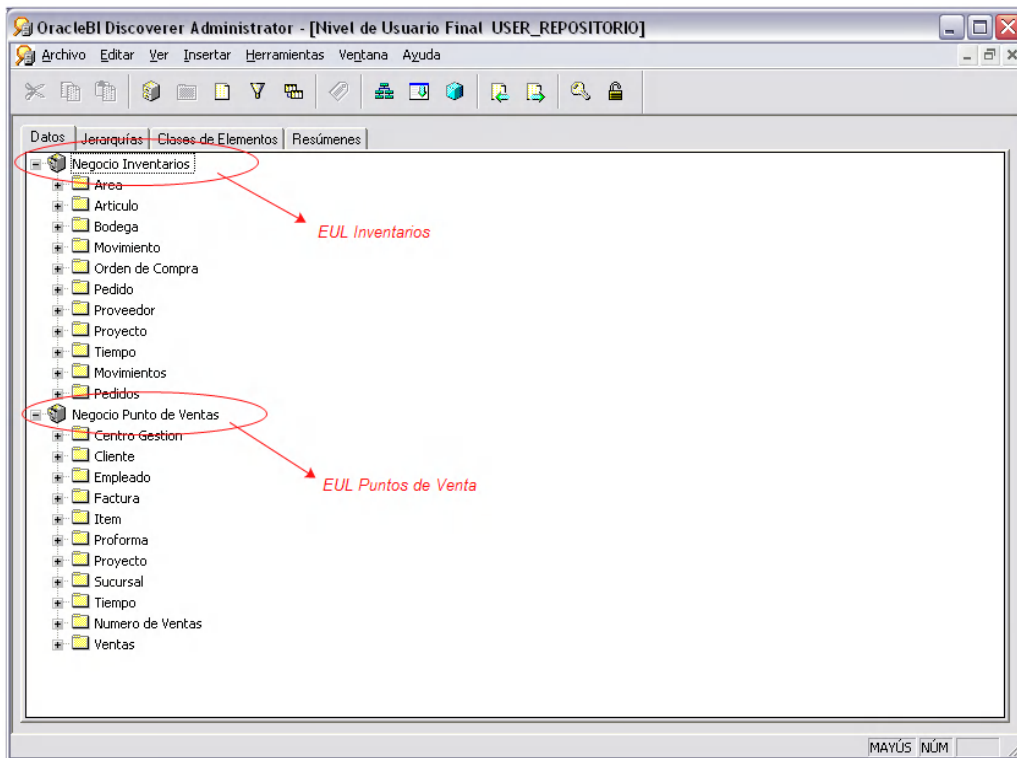 OracleBI Discoverer Administrator - [Nivel de Usuario Final USER_REPOSITORIO]
Archivo Editar Ver Insertar Herramientas Ventana Ayuda
Datos Jerarquías Clases de Elementos Resúmenes
Negocio Inventarios
Area
Articulo
Bodega
EUL Inventarios
Movimiento
Orden de Compra
Pedido
Proveedor
Proyecto
Tiempo
Movimientos
Pedidos
Negocio Punto de Ventas
Centro Gestion
Cliente
Empleado
EUL Puntos de Venta
Factura
Item
Proforma
Proyecto
Sucursal
Tiempo
Numero de Ventas
Ventas
MAYÚS NÚM